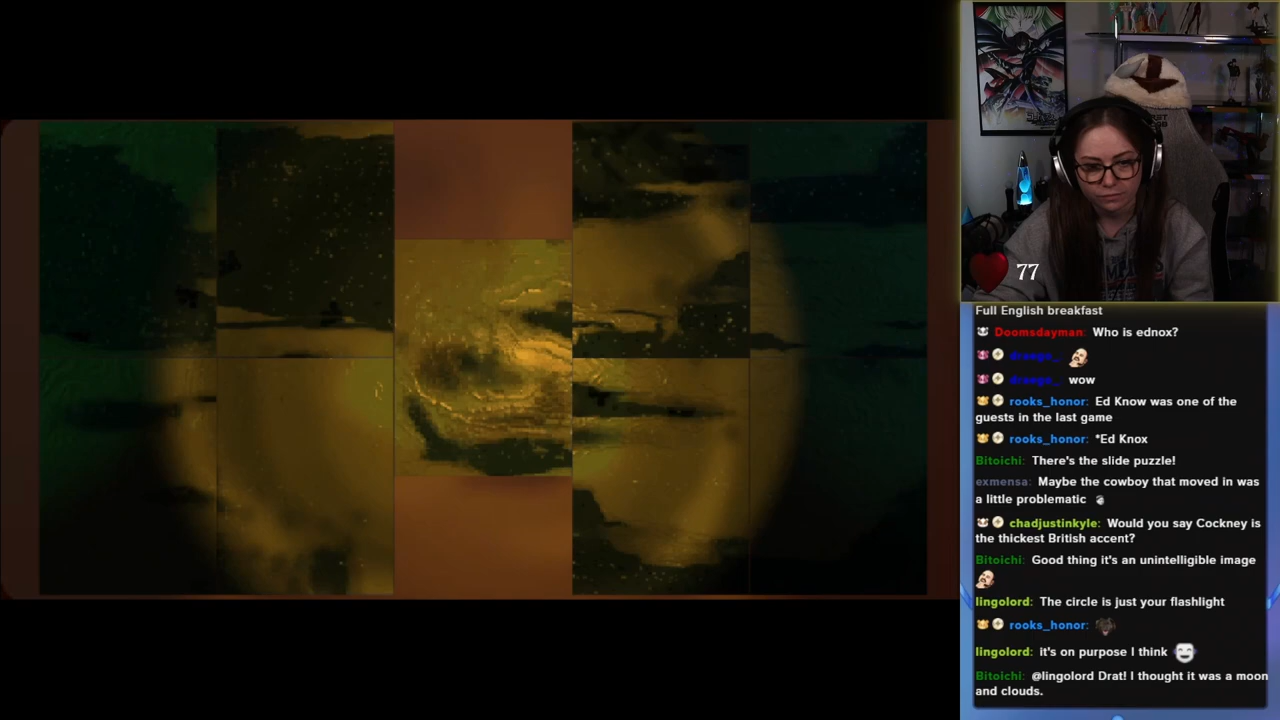 77
Full English breakfast
Doomsdayman: Who is ednox?
wow
rooks_honor: Ed Know was one of the
guests in the last game
rooks_honor: *Ed Knox
Bitoichi: There's the slide puzzle!
exmensa: Maybe the cowboy that moved in was
a little problematic
chadjustinkyle: Would you say Cockney is
the thickest British accent?
Bitoichi: Good thing it's an unintelligible image
lingolord: The circle is just your flashlight
rooks_honor:
lingolord: it's on purpose I think
Bitoichi: @lingolord Drat! I thought it was a moon
and clouds.